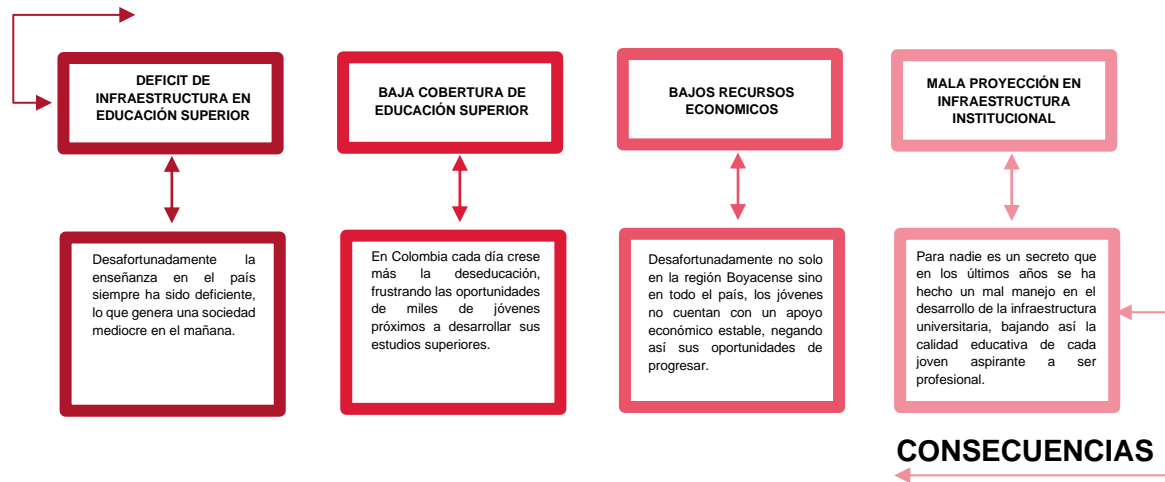 DEFICIT DE
INFRAESTRUCTURA EN
EDUCACIÓN SUPERIOR
BAJA COBERTURA DE
EDUCACIÓN SUPERIOR
BAJOS RECURSOS
ECONOMICOS
MALA PROYECCIÓN EN
INFRAESTRUCTURA
INSTITUCIONAL
Desafortunadamente la
enseñanza en el país
siempre ha sido deficiente,
lo que genera una sociedad
mediocre en el mañana.
En Colombia cada día crese
más la deseducación,
frustrando las oportunidades
de miles de jóvenes
próximos a desarrollar sus
estudios superiores.
Desafortunadamente no solo
en la región Boyacense sino
en todo el país, los jóvenes
no cuentan con un apoyo
económico estable, negando
así sus oportunidades de
progresar.
Para nadie es un secreto que
en los últimos años se ha
hecho un mal manejo en el
desarrollo de la infraestructura
universitaria, bajando así la
calidad educativa de cada
joven aspirante a ser
profesional.
CONSECUENCIAS